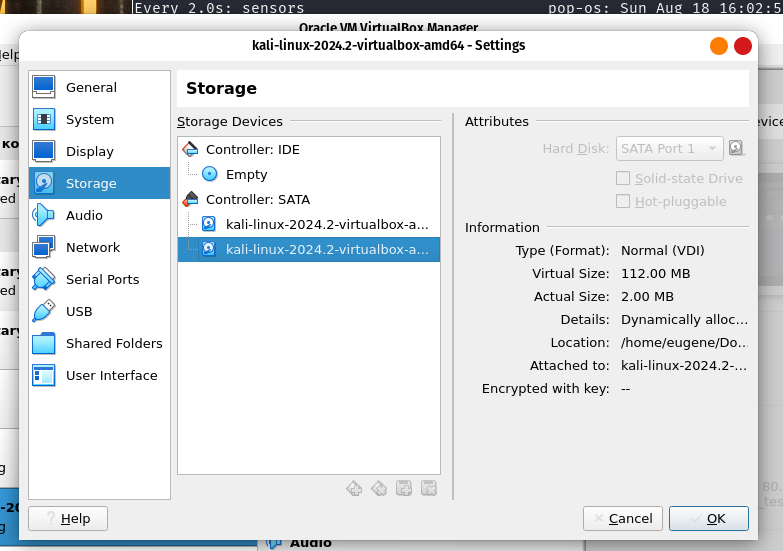 Every 2.0s: sensors pop-os: Sun Aug 18 16:02:5
Oracle VM VirtualBox Manager
kali-linux-2024.2-virtualbox-amd64 - Settings
General
System
Display
Storage
Audio
Network
Serial Ports
USB
Shared Folders
User Interface
Storage
Storage Devices
Controller: IDE
Empty
Controller: SATA
kali-linux-2024.2-virtualbox-a...
kali-linux-2024.2-virtualbox-a...
Attributes
Hard Disk: SATA Port 1
Solid-state Drive
Hot-pluggable
Information
Type (Format): Normal (VDI)
Virtual Size: 112.00 MB
Actual Size: 2.00 MB
Details: Dynamically alloc...
Location: /home/eugene/Do...
Attached to: kali-linux-2024.2-...
Encrypted with key: --
Help
Cancel
OK
Audio